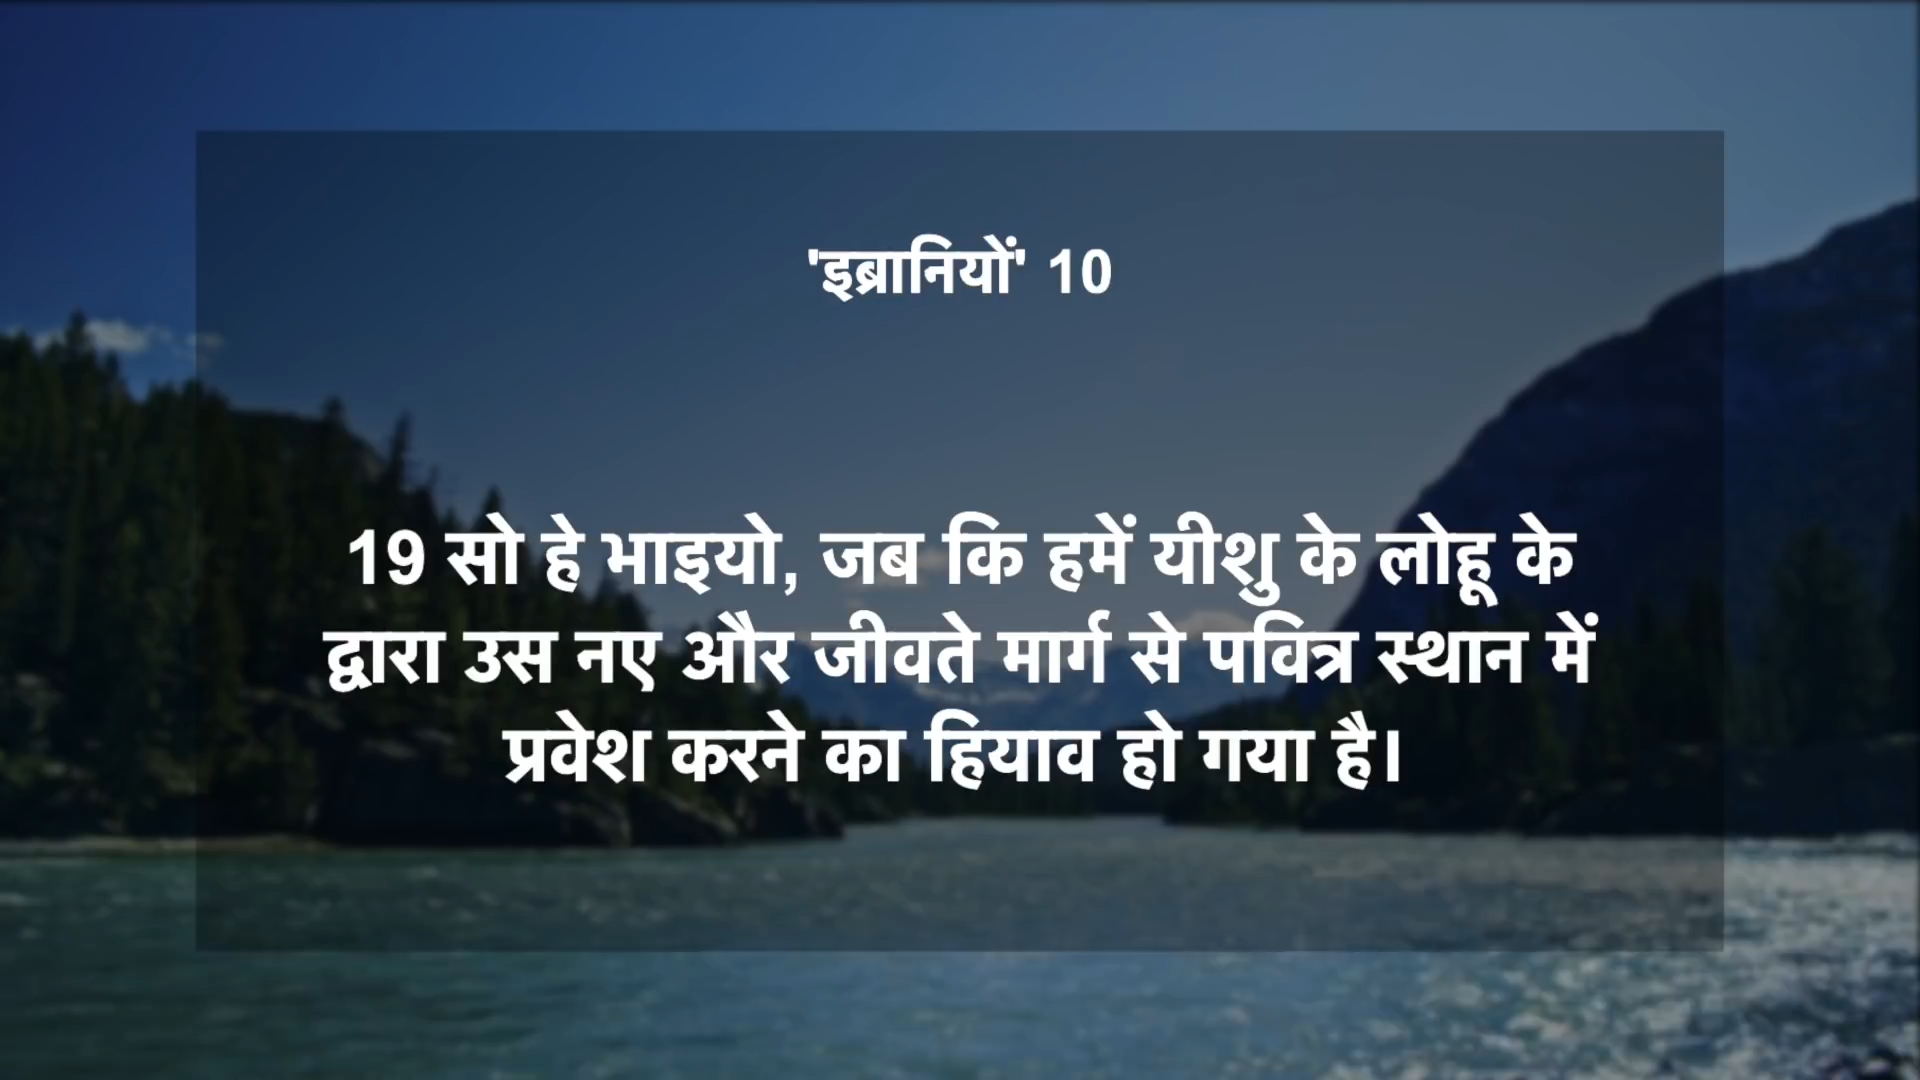 'इब्रानियों' 10
19 सो हे भाइयो, जब कि हमें यीशु के लोहू के
द्वारा उस नए और जीवते मार्ग से पवित्र स्थान में
प्रवेश करने का हियाव हो गया है।